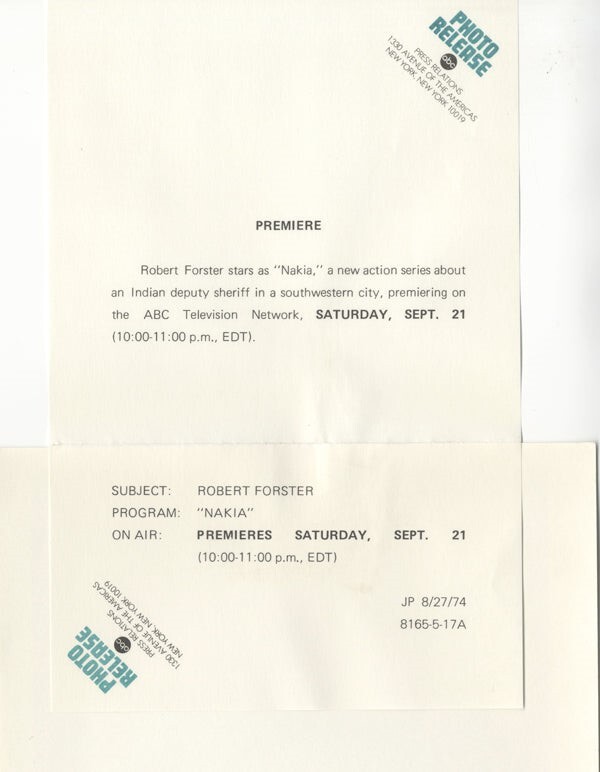 PHOTO
RELEASE
abc
PRESS RELATIONS
1330 AVENUE OF THE AMERICAS
NEW YORK, NEW YORK 10019
PREMIERE
Robert Forster stars as "Nakia," a new action series about
an Indian deputy sheriff in a southwestern city, premiering on
the ABC Television Network, SATURDAY, SEPT. 21
(10:00-11:00 p.m., EDT).
SUBJECT: ROBERT FORSTER
PROGRAM: "NAKIA"
ON AIR: PREMIERES SATURDAY, SEPT. 21
(10:00-11:00 p.m., EDT)
JP 8/27/74
8165-5-17A
PHOTO
RELEASE
abc
PRESS RELATIONS
1330 AVENUE OF THE AMERICAS
NEW YORK, NEW YORK 10019